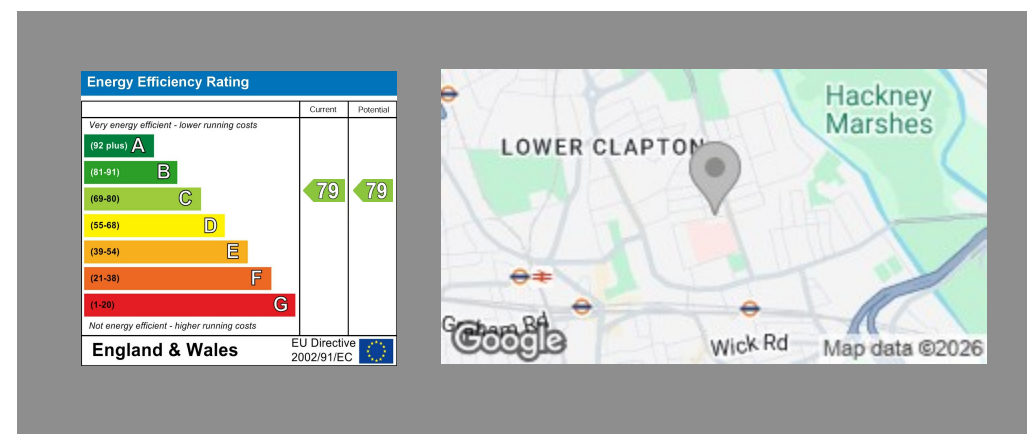 Energy Efficiency Rating
Current Potential
Very energy efficient - lower running costs
(92 plus) A
(81-91) B
(69-80) C
79 79
(55-68) D
(39-54) E
(21-38) F
(1-20) G
Not energy efficient - higher running costs
England & Wales
EU Directive
2002/91/EC
Hackney
Marshes
LOWER CLAPTON
Graham Rd
Google
Wick Rd
Map data ©2026